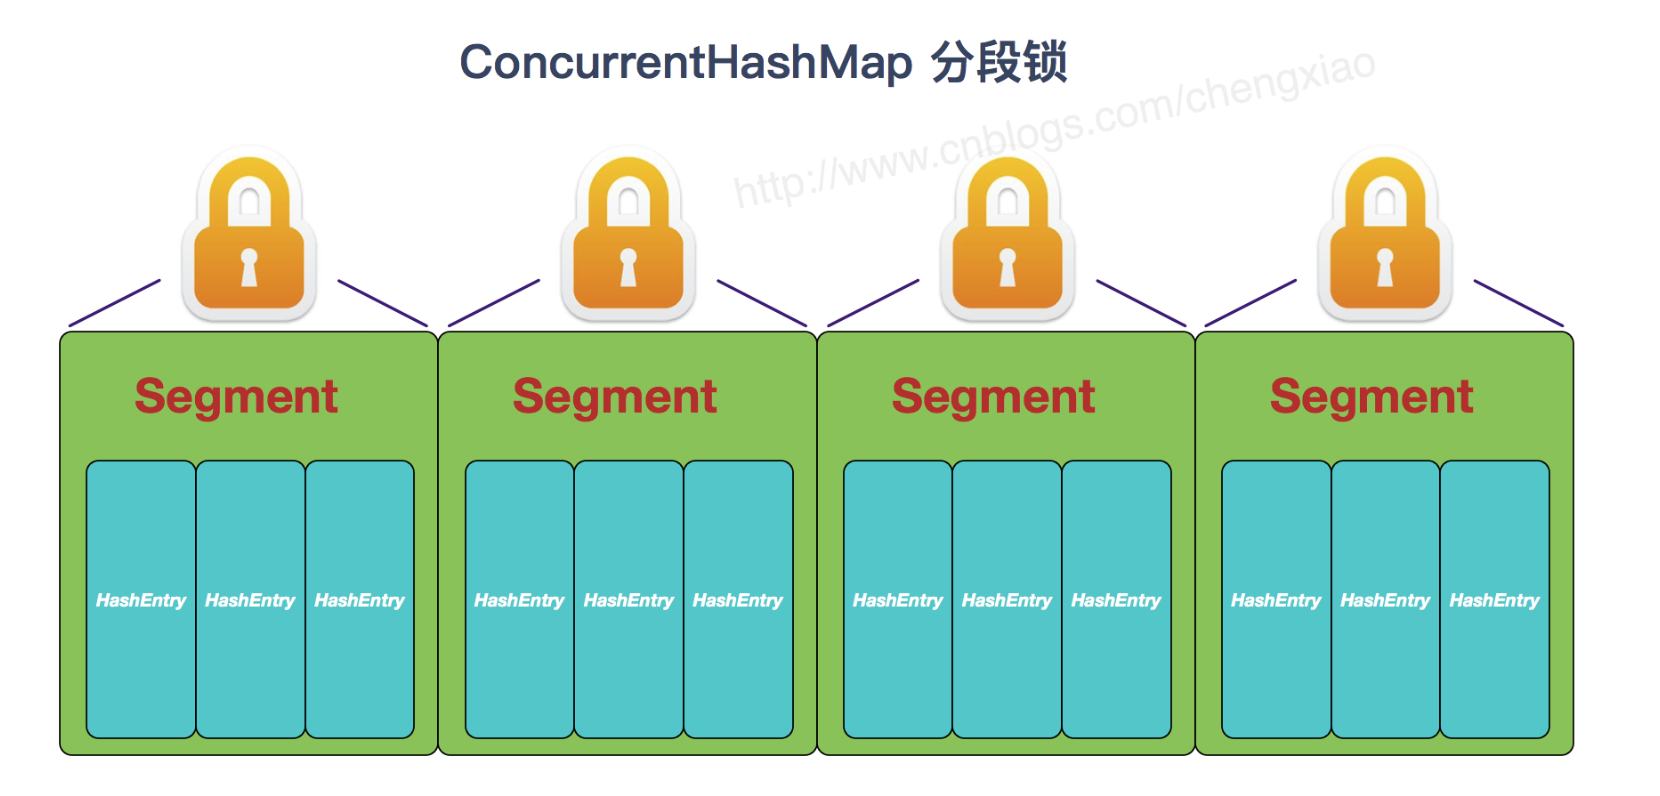 ConcurrentHashMap 分段锁
http://www.cnblogs.com/chengxiao
Segment Segment Segment Segment
HashEntry HashEntry HashEntry HashEntry HashEntry HashEntry HashEntry HashEntry HashEntry HashEntry HashEntry HashEntry